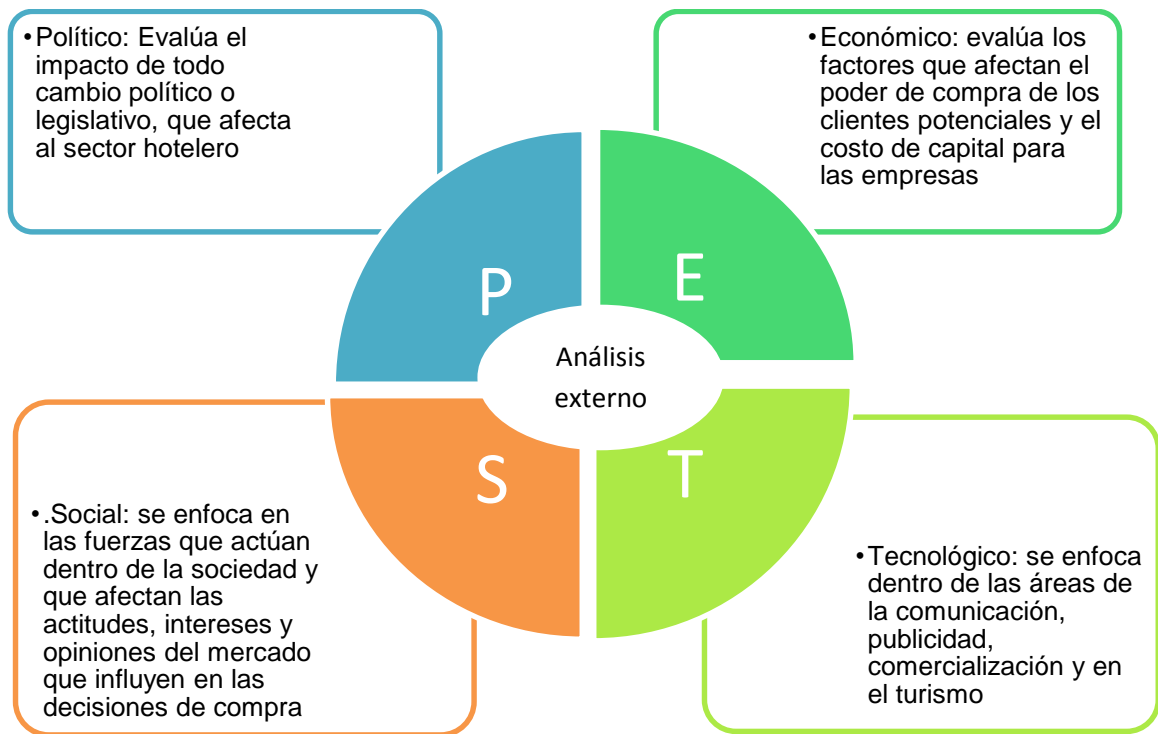 •Político: Evalúa el
impacto de todo
cambio político o
legislativo, que afecta
al sector hotelero
•Económico: evalúa los
factores que afectan el
poder de compra de los
clientes potenciales y el
costo de capital para
las empresas
P
E
Análisis
externo
S
T
•.Social: se enfoca en
las fuerzas que actúan
dentro de la sociedad y
que afectan las
actitudes, intereses y
opiniones del mercado
que influyen en las
decisiones de compra
•Tecnológico: se enfoca
dentro de las áreas de
la comunicación,
publicidad,
comercialización y en
el turismo